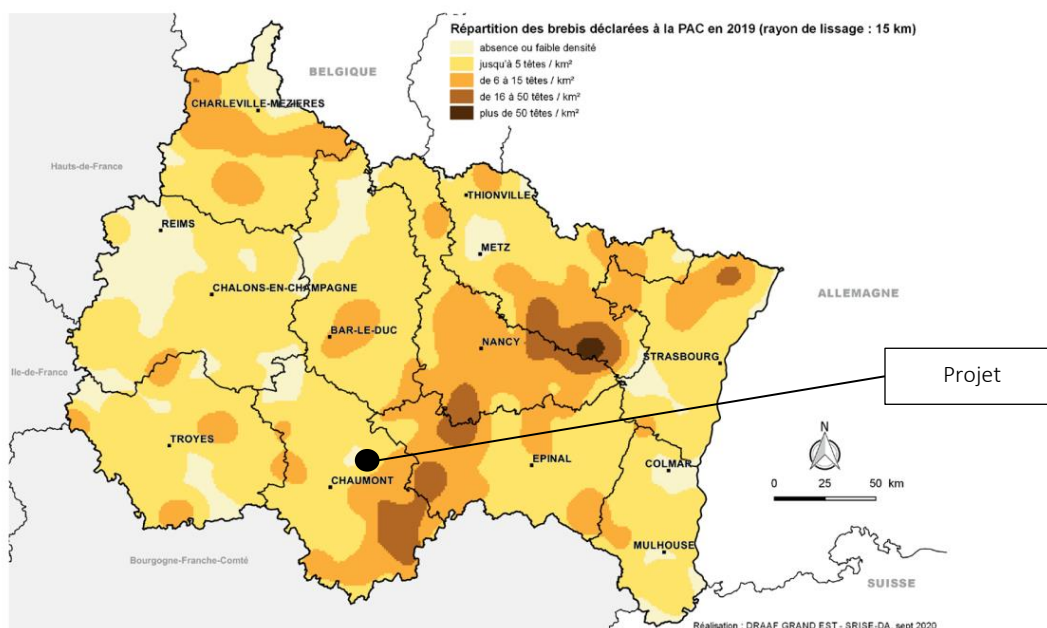 Répartition des brebis déclarées à la PAC en 2019 (rayon de lissage : 15 km)
absence ou faible densité
jusqu'à 5 têtes / km²
de 6 à 15 têtes / km²
de 16 à 50 têtes / km²
plus de 50 têtes / km²
BELGIQUE
CHARLEVILLE-MEZIERES
Hauts-de-France
THIONVILLE
REIMS
METZ
CHALONS-EN-CHAMPAGNE
ALLEMAGNE
BAR-LE-DUC
NANCY
STRASBOURG
Ile-de-France
Projet
TROYES
N
EPINAL
COLMAR
CHAUMONT
0 25 50 km
MULHOUSE
Bourgogne-Franche-Comté
SUISSE
Réalisation : DRAAF GRAND EST - SRISE-DA, sept 2020